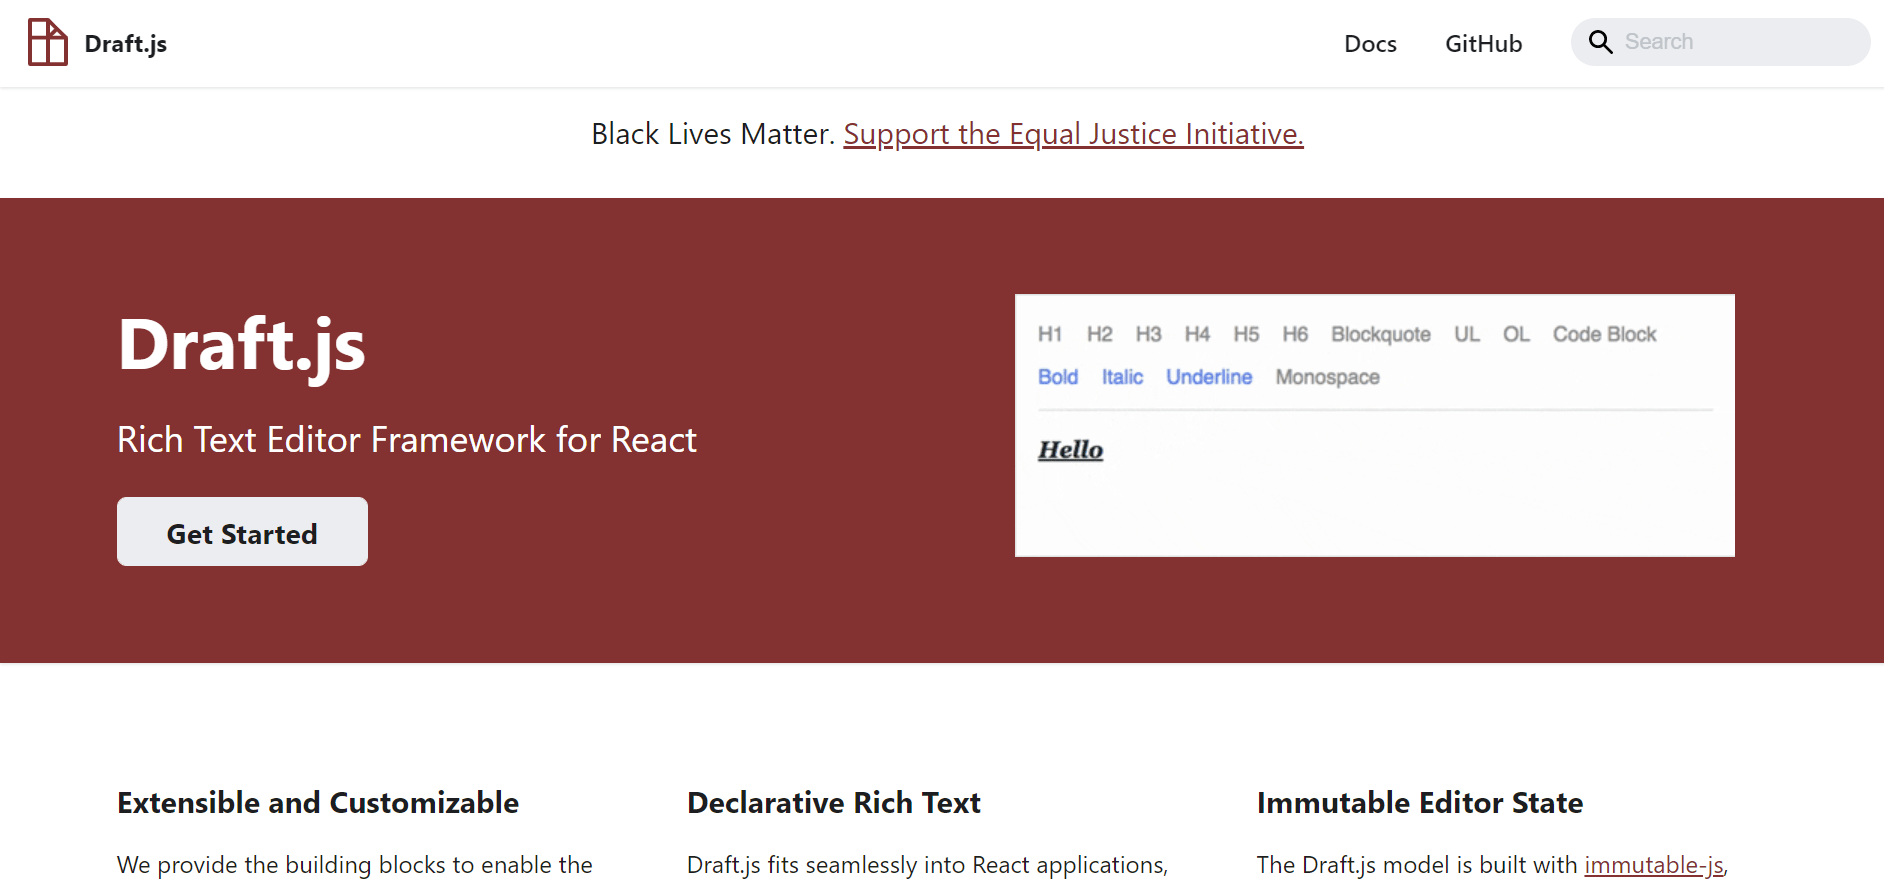 Draft.js
Docs
GitHub
Search
Black Lives Matter. Support the Equal Justice Initiative.
Draft.js
Rich Text Editor Framework for React
Get Started
H1 H2 H3 H4 H5 H6 Blockquote UL OL Code Block
Bold Italic Underline Monospace
Hello
Extensible and Customizable
We provide the building blocks to enable the
Declarative Rich Text
Draft.js fits seamlessly into React applications,
Immutable Editor State
The Draft.js model is built with immutable-js,